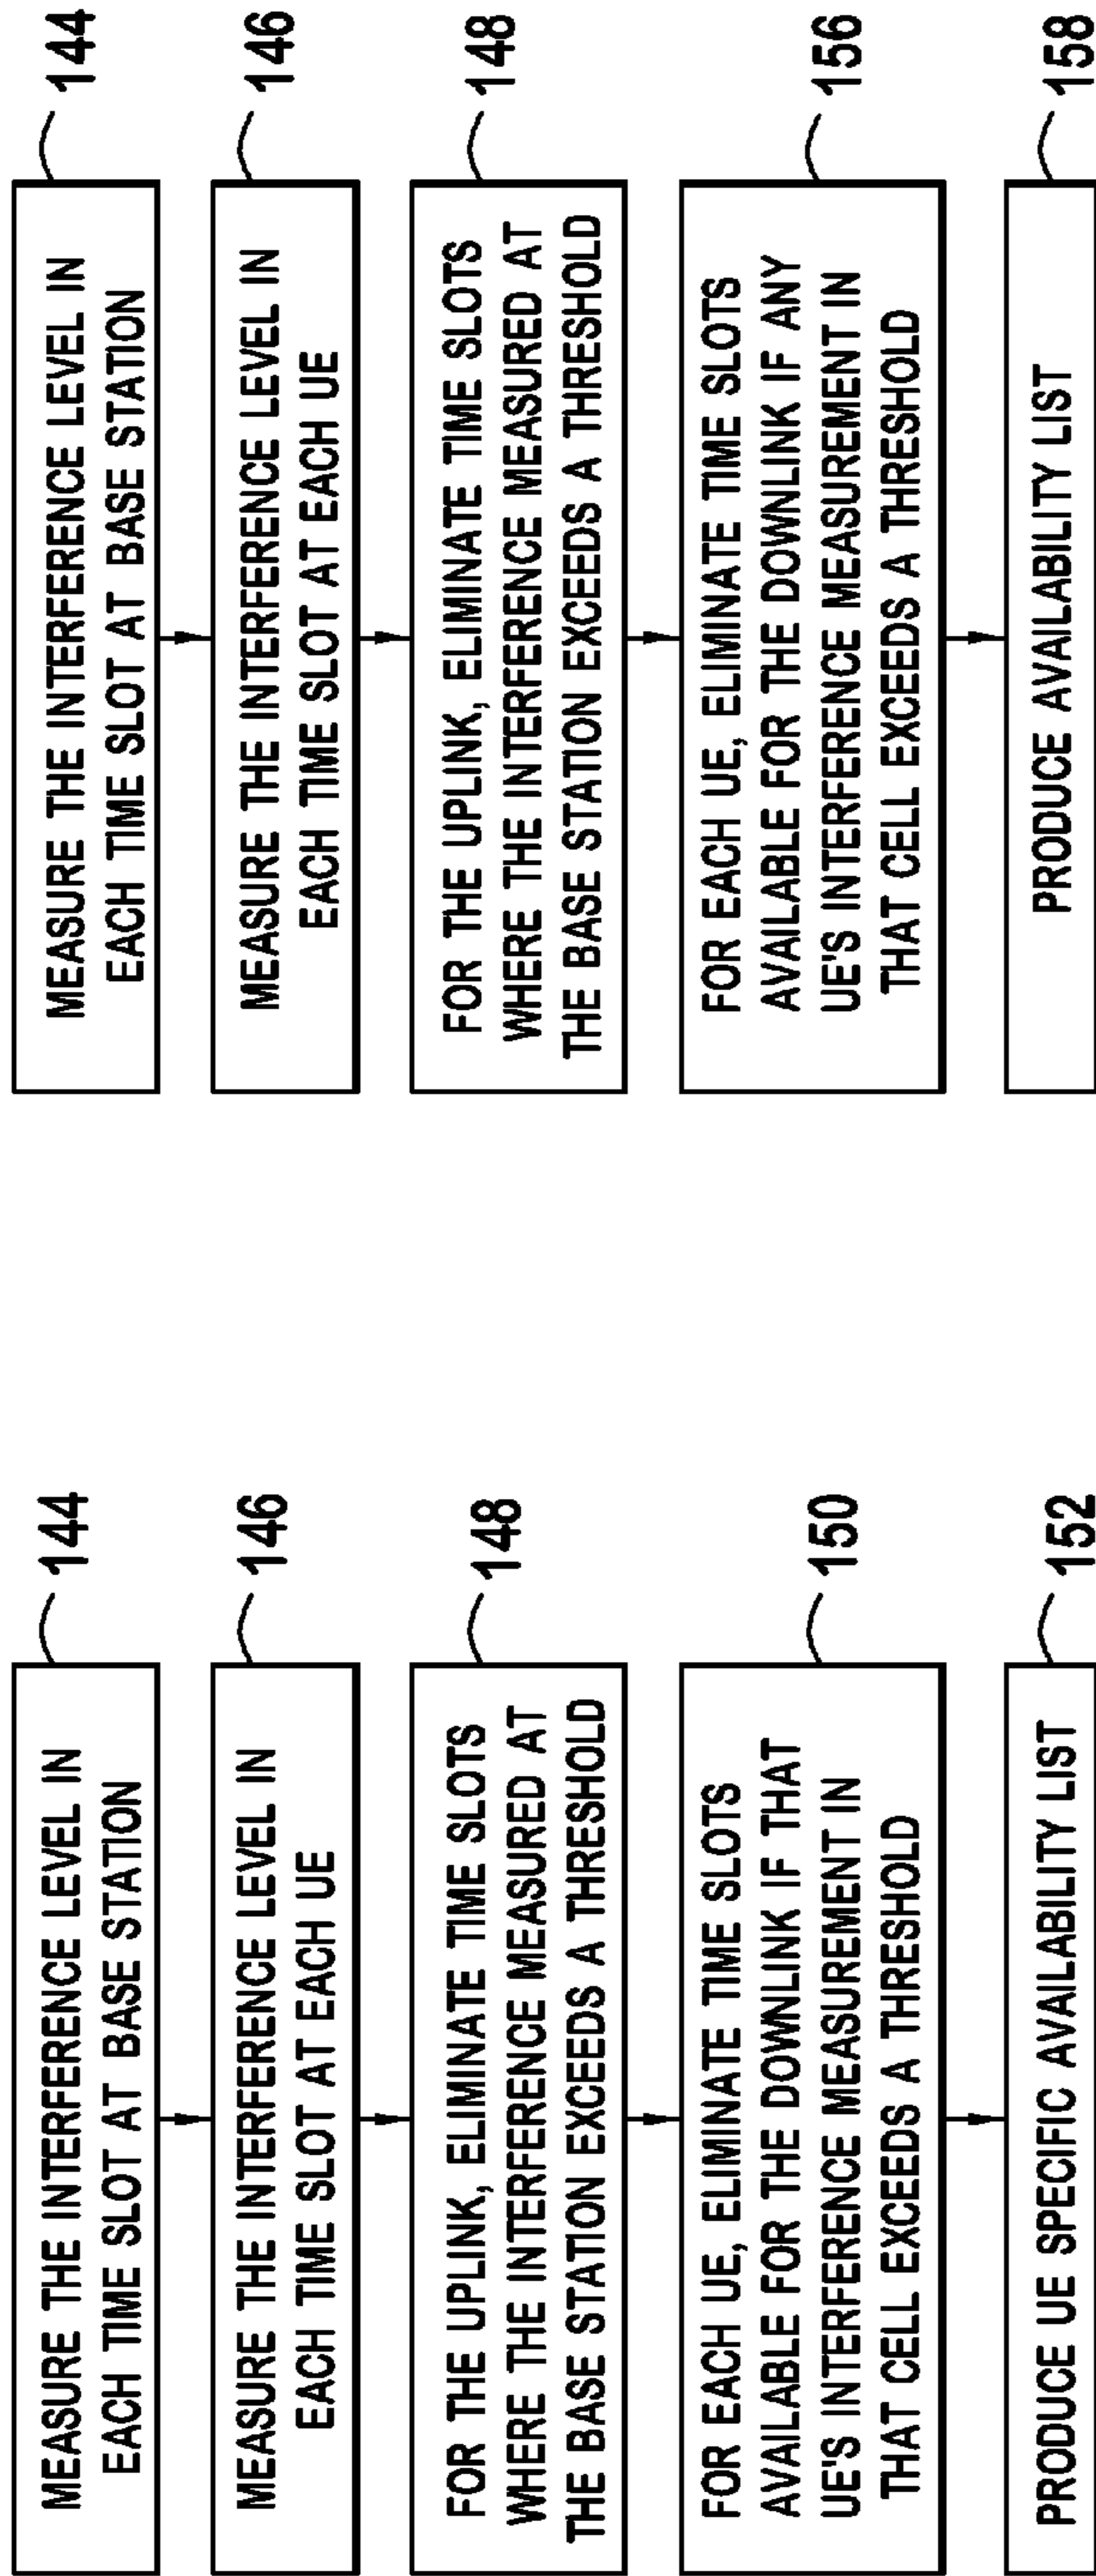 MEASURE THE INTERFERENCE LEVEL IN
EACH TIME SLOT AT BASE STATION
144
MEASURE THE INTERFERENCE LEVEL IN
EACH TIME SLOT AT EACH UE
146
FOR THE UPLINK, ELIMINATE TIME SLOTS
WHERE THE INTERFERENCE MEASURED AT
THE BASE STATION EXCEEDS A THRESHOLD
148
FOR EACH UE, ELIMINATE TIME SLOTS
AVAILABLE FOR THE DOWNLINK IF THAT
UE'S INTERFERENCE MEASUREMENT IN
THAT CELL EXCEEDS A THRESHOLD
150
PRODUCE UE SPECIFIC AVAILABILITY LIST
152
MEASURE THE INTERFERENCE LEVEL IN
EACH TIME SLOT AT BASE STATION
144
MEASURE THE INTERFERENCE LEVEL IN
EACH TIME SLOT AT EACH UE
146
FOR THE UPLINK, ELIMINATE TIME SLOTS
WHERE THE INTERFERENCE MEASURED AT
THE BASE STATION EXCEEDS A THRESHOLD
148
FOR EACH UE, ELIMINATE TIME SLOTS
AVAILABLE FOR THE DOWNLINK IF ANY
UE'S INTERFERENCE MEASUREMENT IN
THAT CELL EXCEEDS A THRESHOLD
156
PRODUCE AVAILABILITY LIST
158